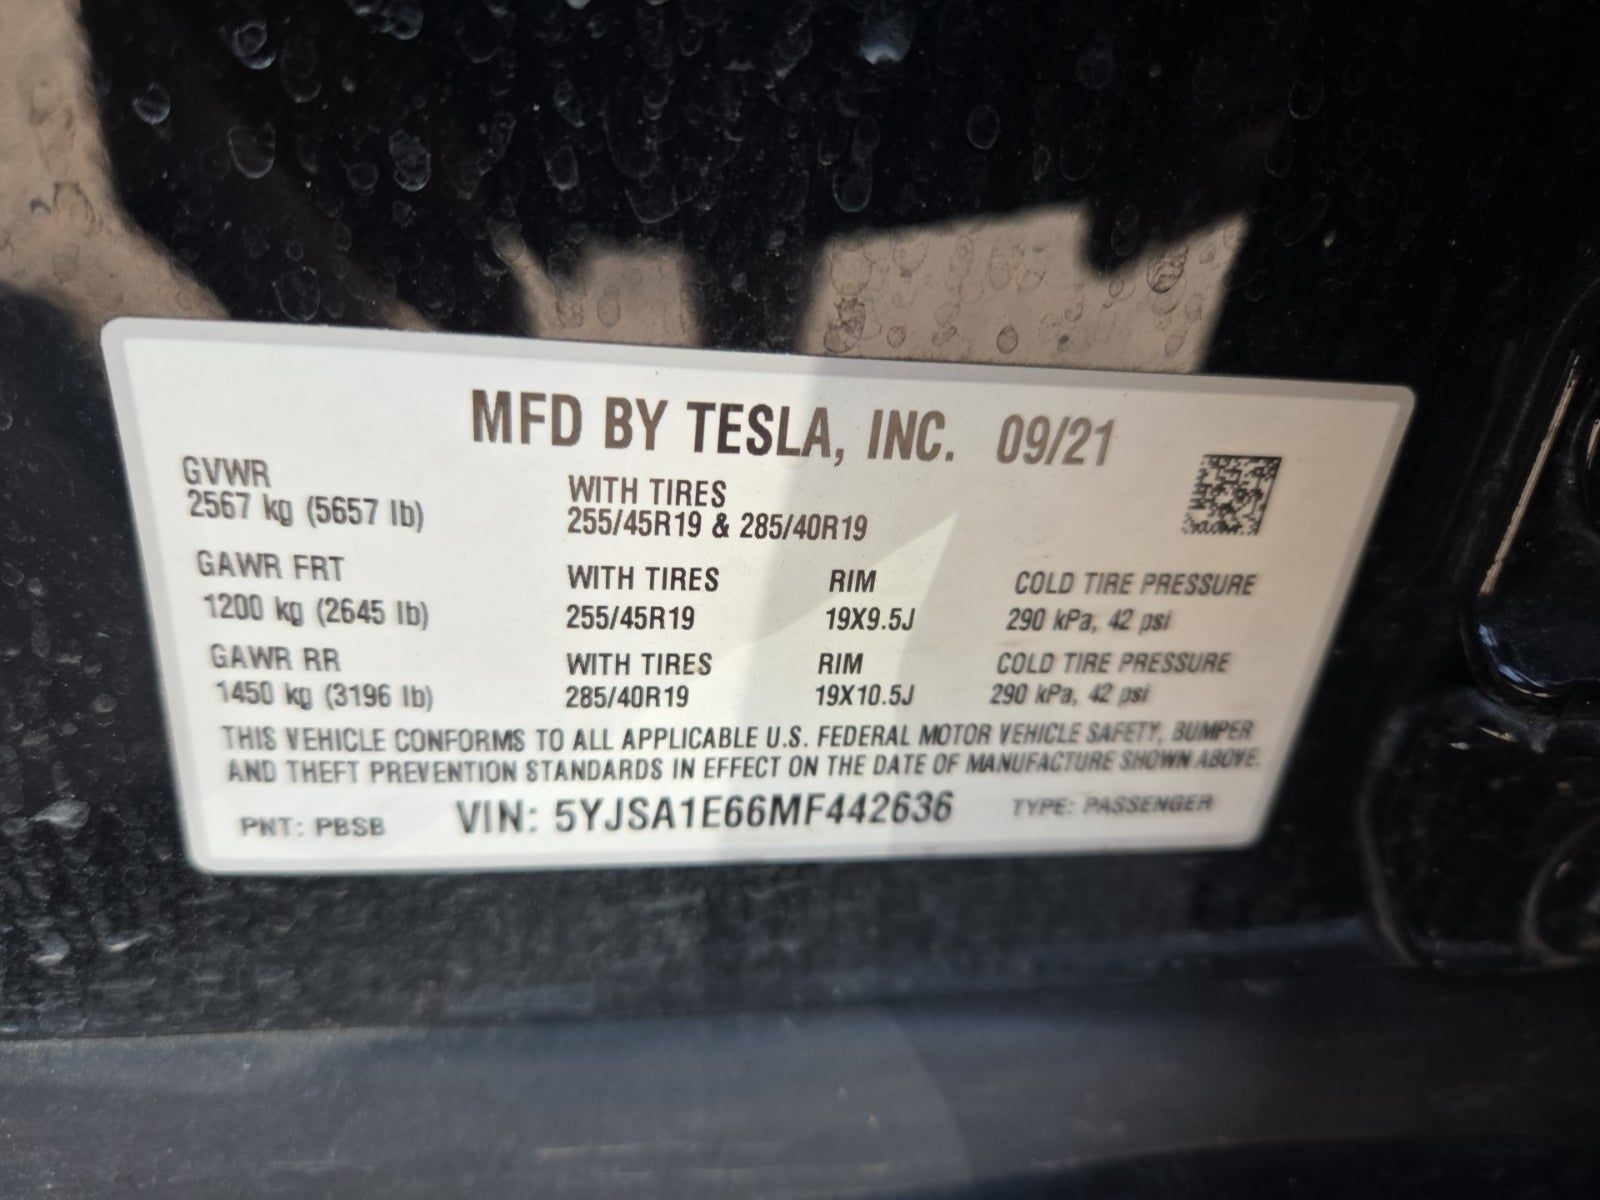 MFD BY TESLA, INC. 09/21
GVWR
2567 kg (5657 lb)
WITH TIRES
255/45R19 & 285/40R19
GAWR FRT WITH TIRES RIM COLD TIRE PRESSURE
1200 kg (2645 lb) 255/45R19 19X9.5J 290 kPa, 42 psi
GAWR RR WITH TIRES RIM COLD TIRE PRESSURE
1450 kg (3196 lb) 285/40R19 19X10.5J 290 kPa, 42 psi
THIS VEHICLE CONFORMS TO ALL APPLICABLE U.S. FEDERAL MOTOR VEHICLE SAFETY, BUMPER
AND THEFT PREVENTION STANDARDS IN EFFECT ON THE DATE OF MANUFACTURE SHOWN ABOVE.
PNT: PBSB VIN: 5YJSA1E66MF442636 TYPE: PASSENGER